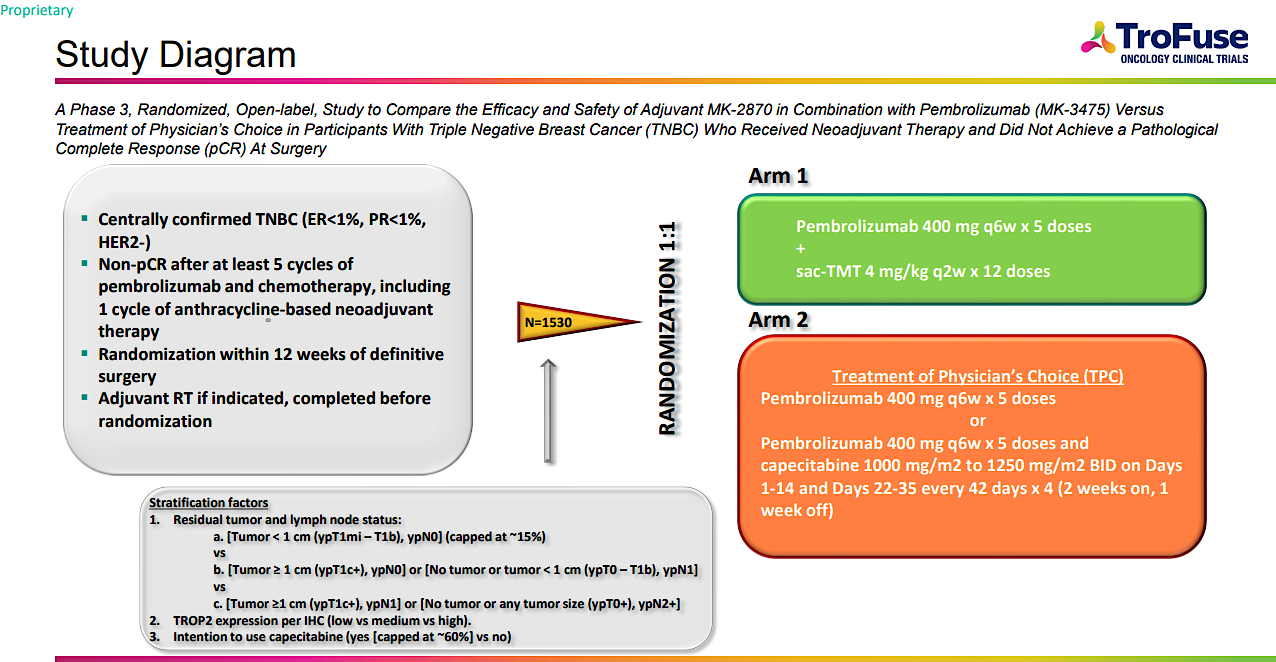 Proprietary
Study Diagram
TroFuse
ONCOLOGY CLINICAL TRIALS
A Phase 3, Randomized, Open-label, Study to Compare the Efficacy and Safety of Adjuvant MK-2870 in Combination with Pembrolizumab (MK-3475) Versus
Treatment of Physician's Choice in Participants With Triple Negative Breast Cancer (TNBC) Who Received Neoadjuvant Therapy and Did Not Achieve a Pathological
Complete Response (pCR) At Surgery
▪ Centrally confirmed TNBC (ER<1%, PR<1%,
HER2-)
▪ Non-pCR after at least 5 cycles of
pembrolizumab and chemotherapy, including
1 cycle of anthracycline-based neoadjuvant
therapy
▪ Randomization within 12 weeks of definitive
surgery
▪ Adjuvant RT if indicated, completed before
randomization
N=1530
RANDOMIZATION 1:1
Arm 1
Pembrolizumab 400 mg q6w x 5 doses
+
sac-TMT 4 mg/kg q2w x 12 doses
Arm 2
Treatment of Physician's Choice (TPC)
Pembrolizumab 400 mg q6w x 5 doses
or
Pembrolizumab 400 mg q6w x 5 doses and
capecitabine 1000 mg/m2 to 1250 mg/m2 BID on Days
1-14 and Days 22-35 every 42 days x 4 (2 weeks on, 1
week off)
Stratification factors
1. Residual tumor and lymph node status:
a. [Tumor < 1 cm (ypT1mi – T1b), ypN0] (capped at ~15%)
vs
b. [Tumor ≥ 1 cm (ypT1c+), ypN0] or [No tumor or tumor < 1 cm (ypT0 – T1b), ypN1]
vs
c. [Tumor ≥1 cm (ypT1c+), ypN1] or [No tumor or any tumor size (ypT0+), ypN2+]
2. TROP2 expression per IHC (low vs medium vs high).
3. Intention to use capecitabine (yes [capped at ~60%] vs no)